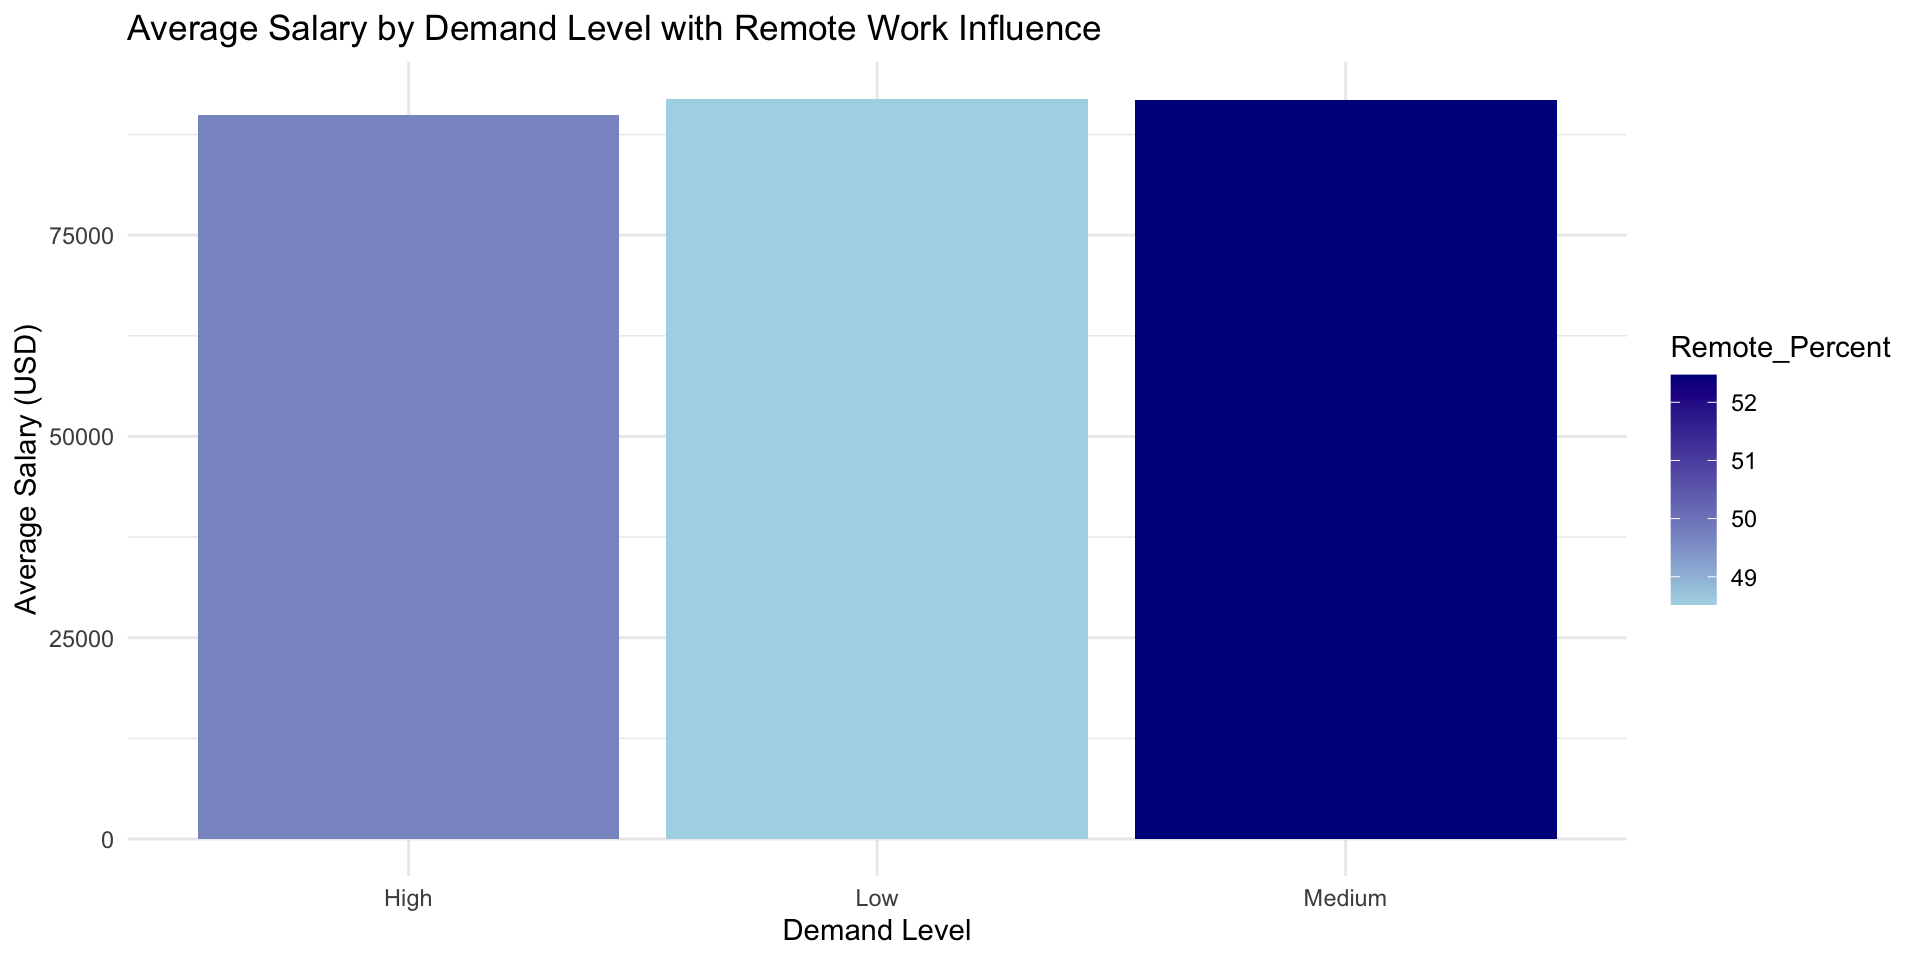 Average Salary by Demand Level with Remote Work Influence
Average Salary (USD)
75000
50000
25000
0
High
Low
Medium
Demand Level
Remote_Percent
52
51
50
49